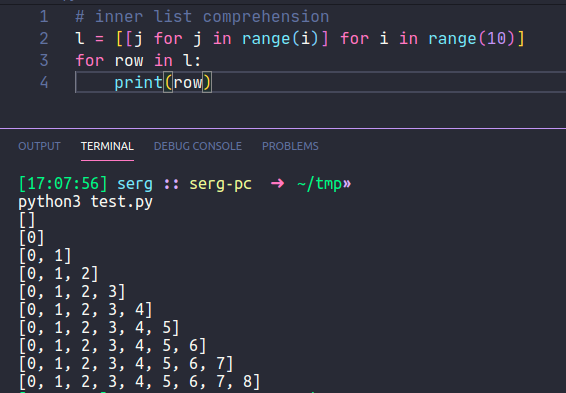 1 # inner list comprehension
2 l = [[j for j in range(i)] for i in range(10)]
3 for row in l:
4     print(row)
OUTPUT TERMINAL DEBUG CONSOLE PROBLEMS
[17:07:56] serg :: serg-pc ➜ ~/tmp»
python3 test.py
[]
[0]
[0, 1]
[0, 1, 2]
[0, 1, 2, 3]
[0, 1, 2, 3, 4]
[0, 1, 2, 3, 4, 5]
[0, 1, 2, 3, 4, 5, 6]
[0, 1, 2, 3, 4, 5, 6, 7]
[0, 1, 2, 3, 4, 5, 6, 7, 8]